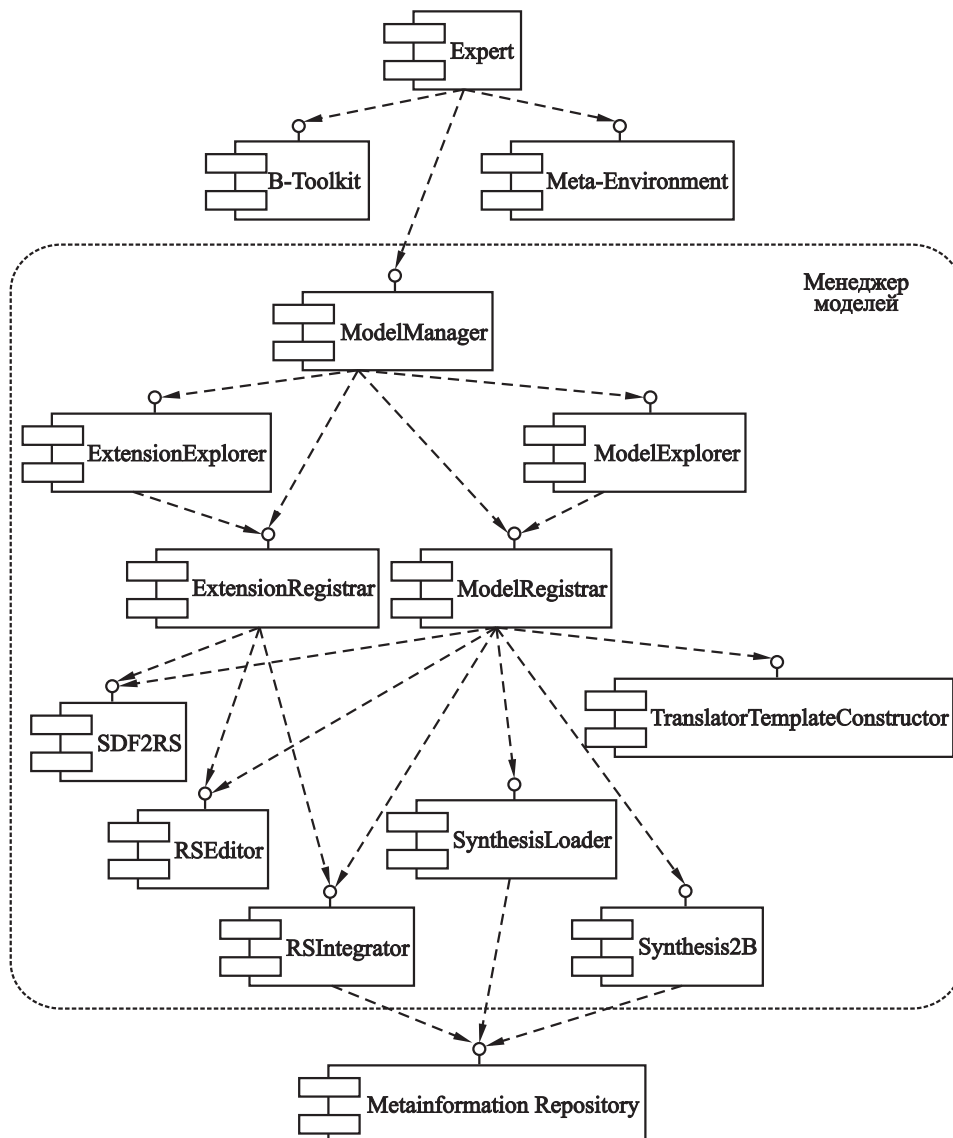 Expert
B-Toolkit
Meta-Environment
Менеджер
моделей
ModelManager
ExtensionExplorer
ModelExplorer
ExtensionRegistrar
ModelRegistrar
SDF2RS
TranslatorTemplateConstructor
RSEditor
SynthesisLoader
RSIntegrator
Synthesis2B
Metainformation Repository